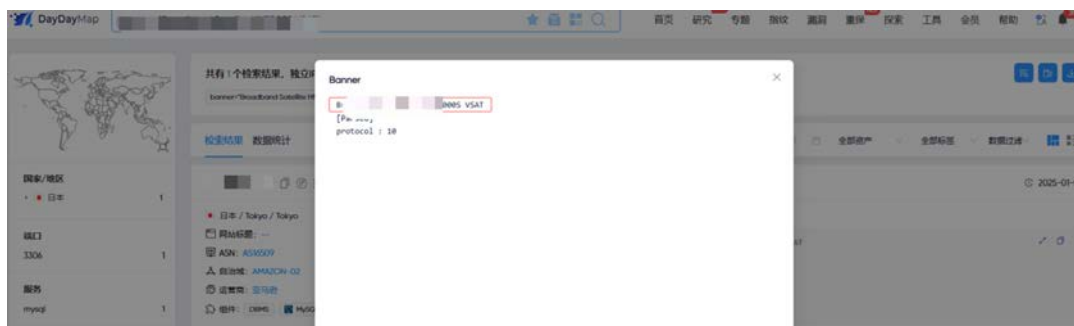 DayDayMap
首页 研究 专题 指纹 漏洞 重保 探索 工具 会员 帮助
共有1个检索结果，独立
banner="Broadband Satellite
检索结果 数据统计
全部资产 全部标签 数据过滤
Banner
000S VSAT
protocol : 10
国家/地区
日本 1
端口
3306 1
服务
mysql 1
2025-01-
日本 / Tokyo / Tokyo
网站标题: --
ASN: AS16509
自治域: AMAZON-02
运营商: 亚马逊
组件: DBMS